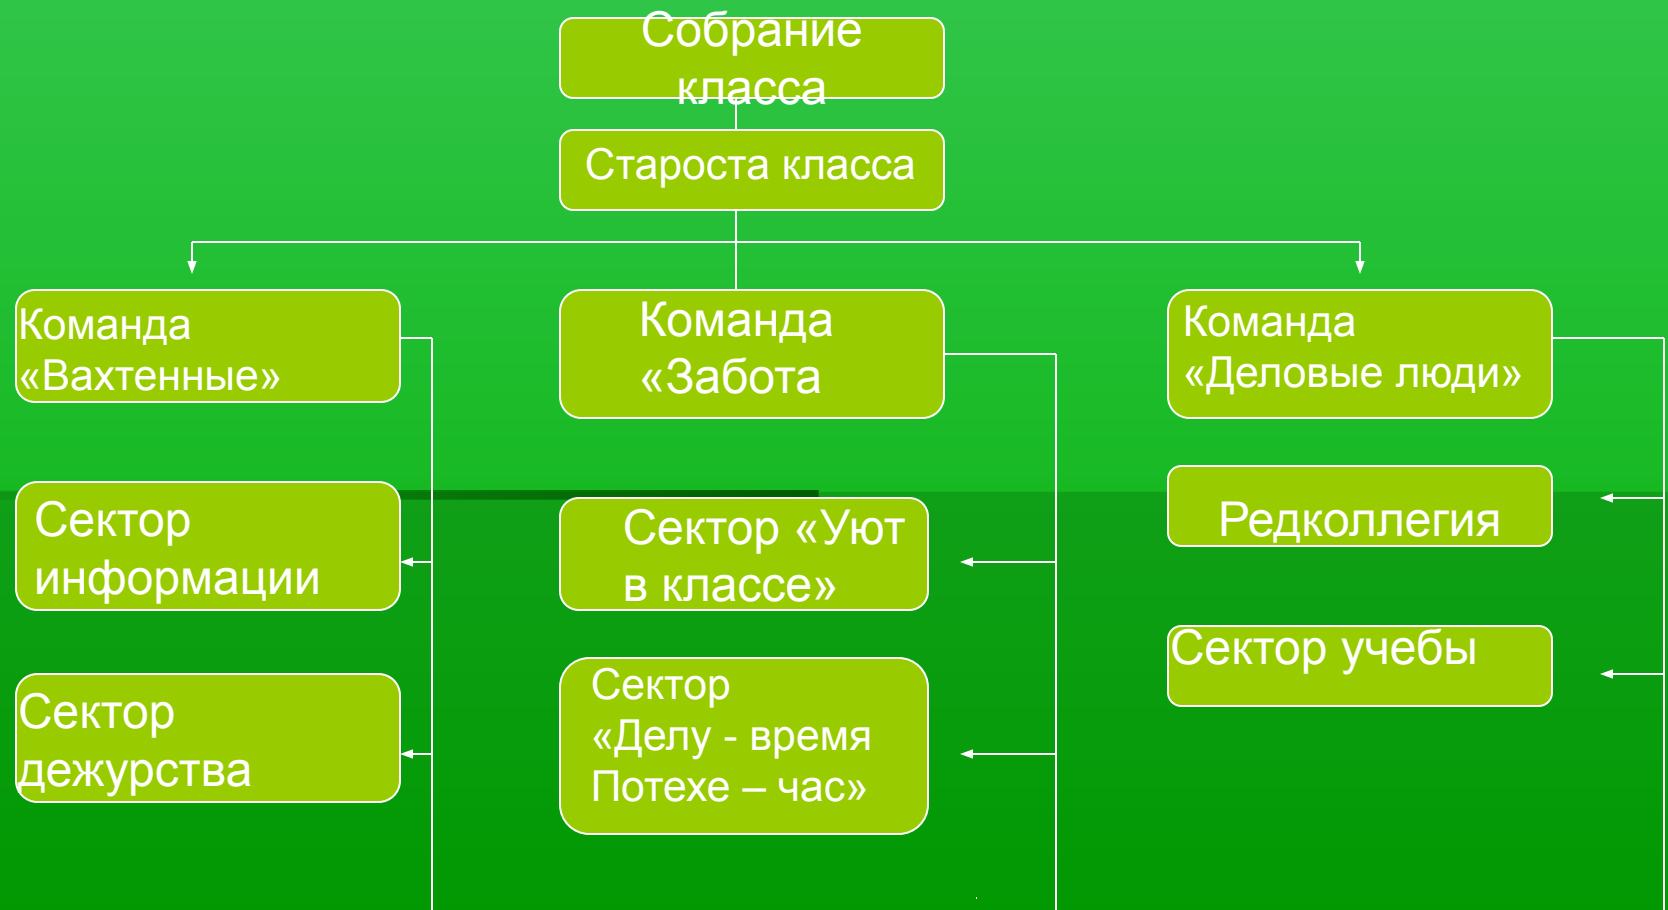 Собрание
класса
Староста класса
Команда
«Вахтенные»
Команда
«Забота
Команда
«Деловые люди»
Сектор
информации
Сектор «Уют
в классе»
Редколлегия
Сектор
дежурства
Сектор
«Делу - время
Потехе – час»
Сектор учебы